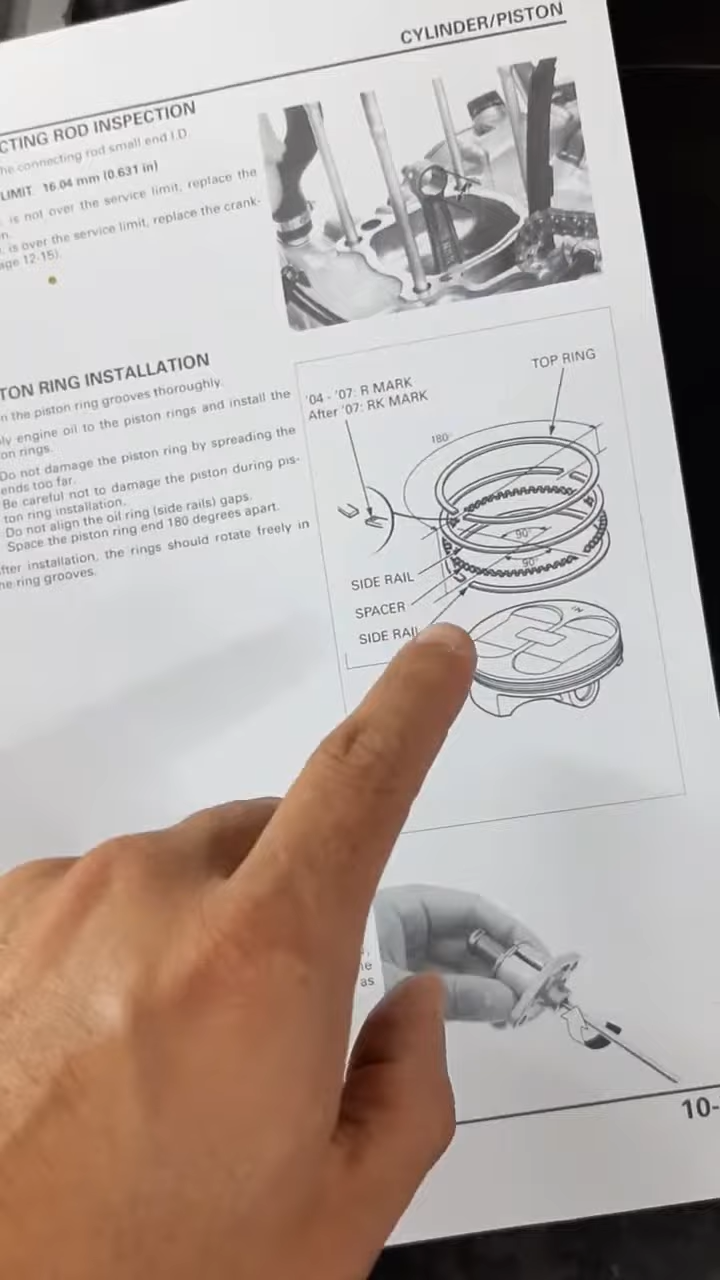 CYLINDER/PISTON
CTING ROD INSPECTION
he connecting rod small end I.D.
LIMIT: 16.04 mm (0.631 in)
is not over the service limit, replace the
n.
is over the service limit, replace the crank-
age 12-15).
TON RING INSTALLATION
n the piston ring grooves thoroughly.
ly engine oil to the piston rings and install the
on rings.
Do not damage the piston ring by spreading the
ends too far.
Be careful not to damage the piston during pis-
ton ring installation.
Do not align the oil ring (side rails) gaps.
Space the piston ring end 180 degrees apart.
fter installation, the rings should rotate freely in
he ring grooves.
'04 - '07: R MARK
After '07: RK MARK
TOP RING
180°
90°
90°
SIDE RAIL
SPACER
SIDE RAIL
IN
as
10-